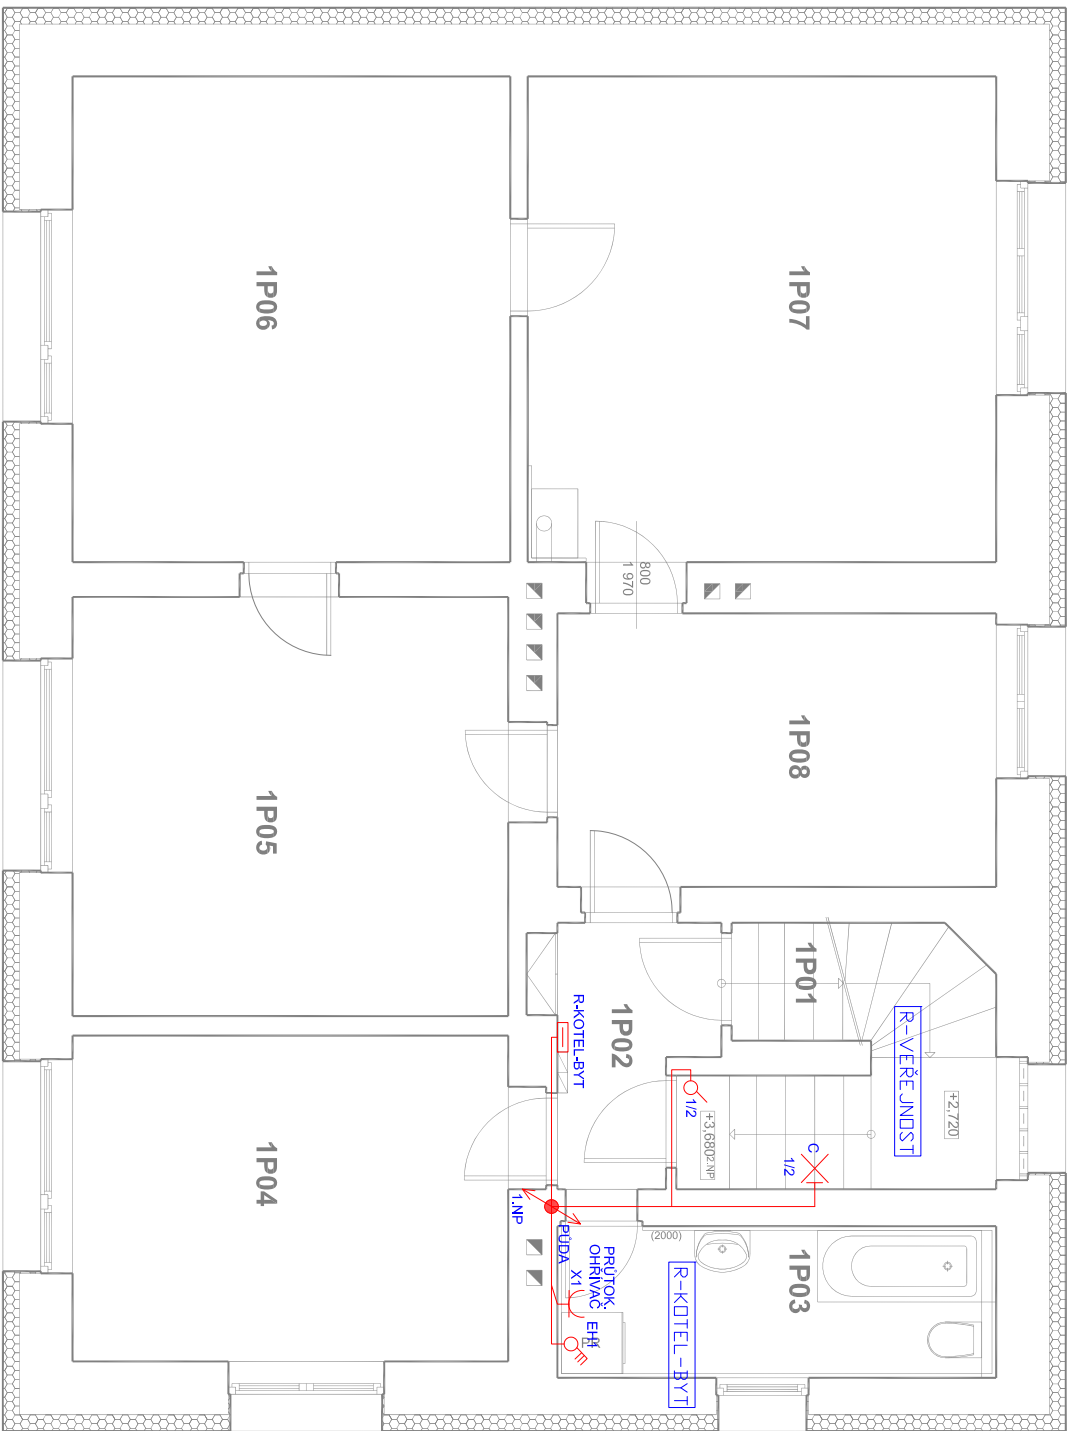 1P06
1P07
800
1 970
1P08
1P05
1P01
R-VEŘEJNOST
+2,720
1P02
R-KOTEL-BYT
1/2
+3,680
2.NP
C
1/2
1P04
1.NP
PŮDA
(2000)
1P03
PRŮTOK.
OHŘÍVAČ
X1
EH1
R-KOTEL-BYT